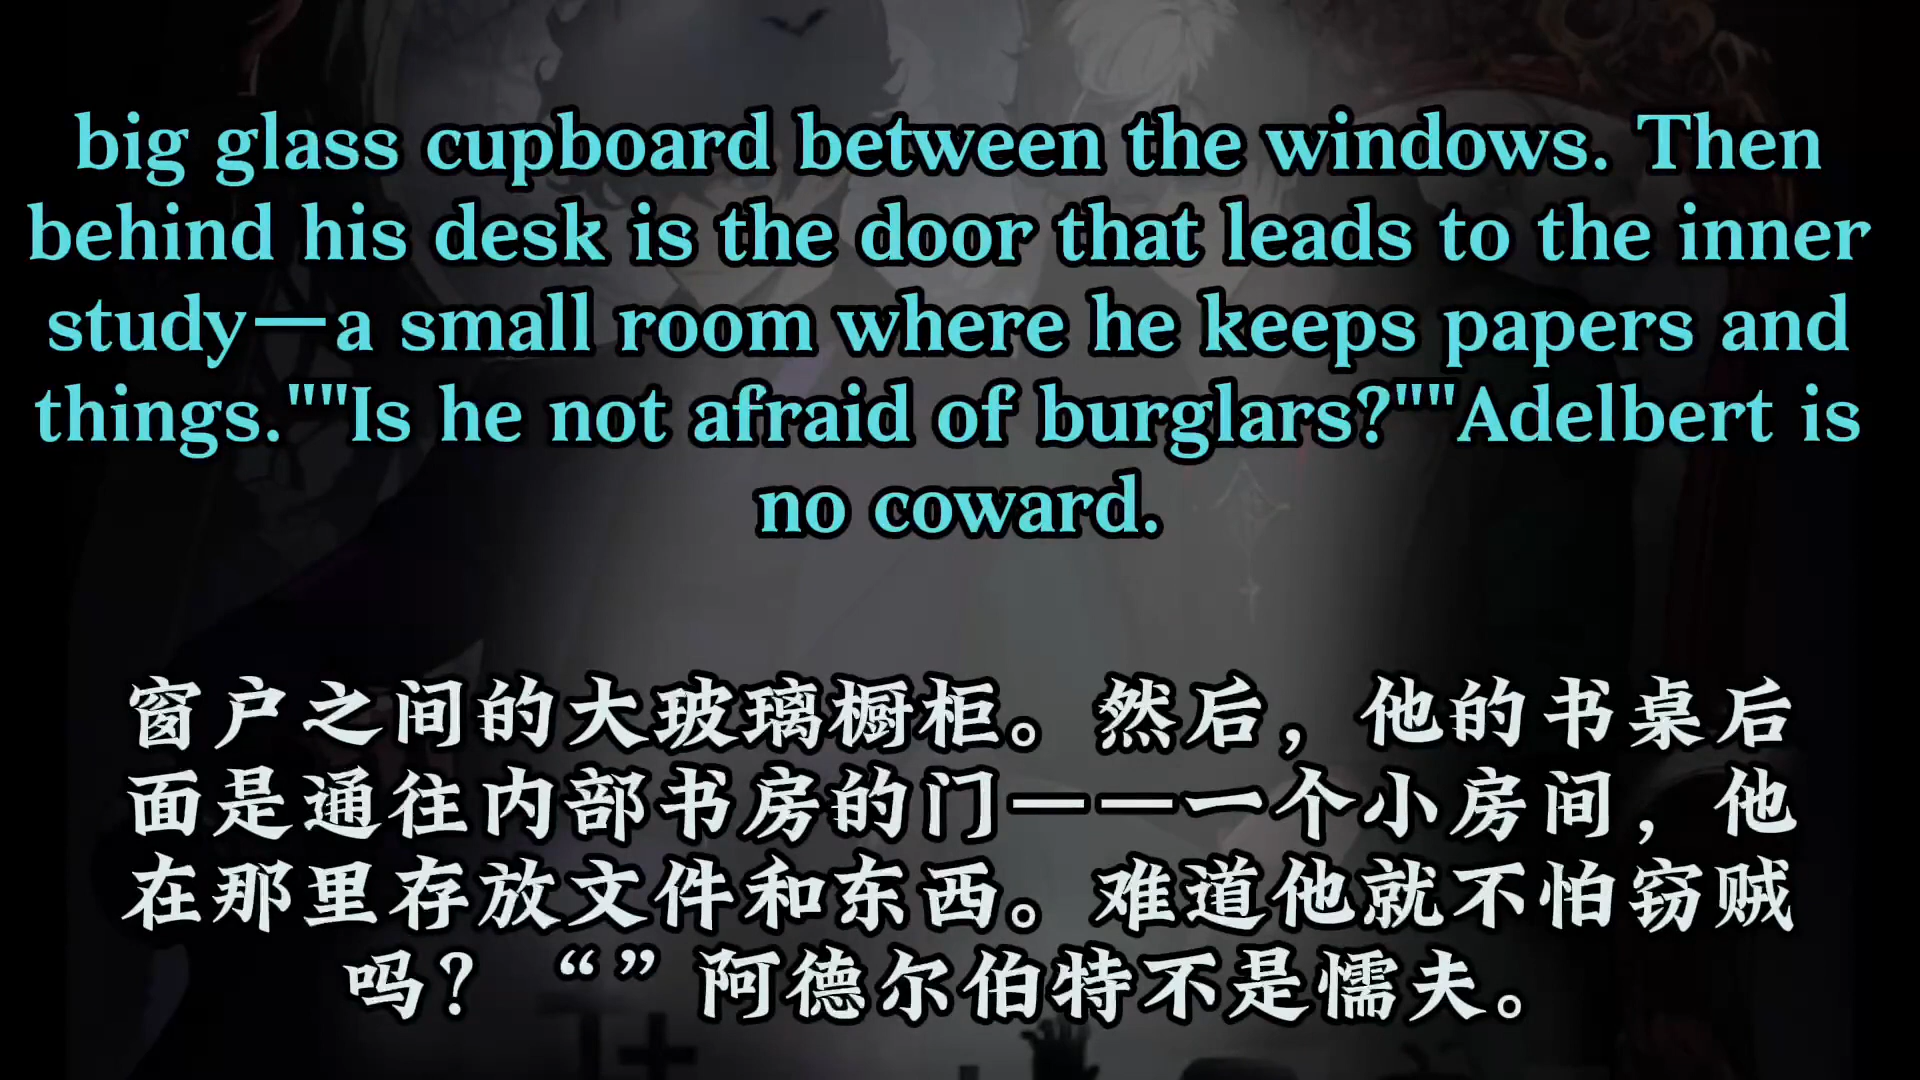 big glass cupboard between the windows. Then
behind his desk is the door that leads to the inner
study—a small room where he keeps papers and
things.""Is he not afraid of burglars?""Adelbert is
no coward.
窗户之间的大玻璃橱柜。然后，他的书桌后
面是通往内部书房的门——一个小房间，他
在那里存放文件和东西。难道他就不怕窃贼
吗？“”阿德尔伯特不是懦夫。